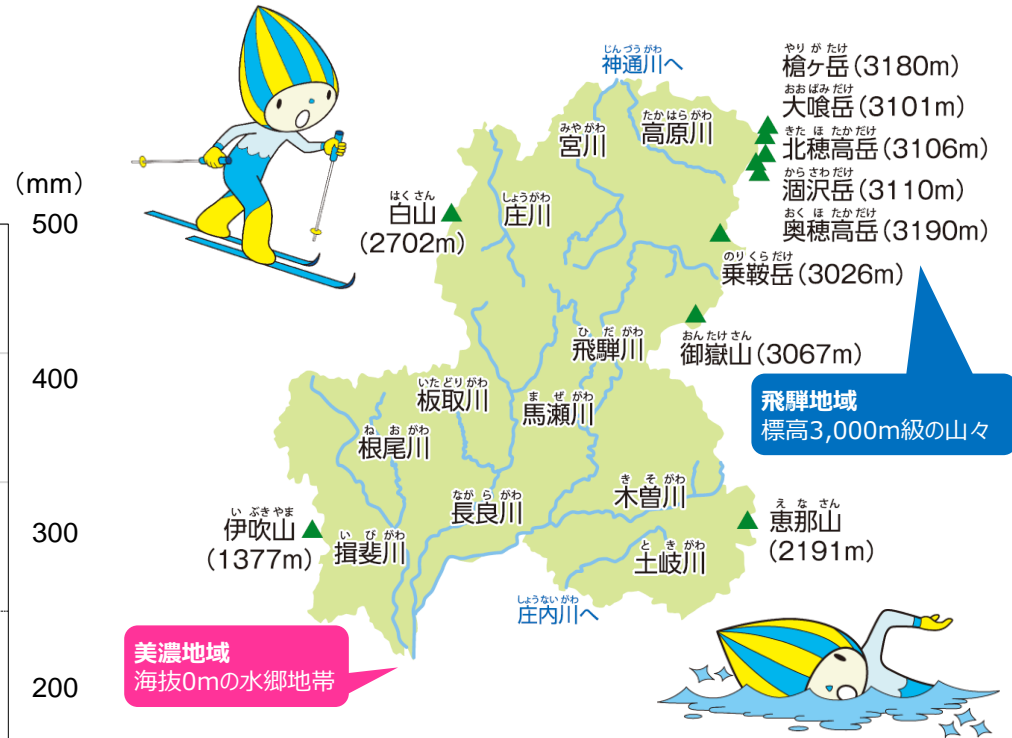 じんづうがわ
神通川へ
やりがたけ
槍ヶ岳(3180m)
おおばみだけ
大喰岳(3101m)
きたほたかだけ
北穂高岳(3106m)
からさわだけ
涸沢岳(3110m)
おくほたかだけ
奥穂高岳(3190m)
のりくらだけ
乗鞍岳(3026m)
おんたけさん
御嶽山(3067m)
たかはらがわ
高原川
みやがわ
宮川
しょうがわ
庄川
はくさん
白山
(2702m)
(mm)
500
400
300
200
ひだがわ
飛騨川
飛騨地域
標高3,000m級の山々
いたどりがわ
板取川
まぜがわ
馬瀬川
ねおがわ
根尾川
ながらがわ
長良川
きそがわ
木曽川
えなさん
恵那山
(2191m)
いぶきやま
伊吹山
(1377m)
いびがわ
揖斐川
ときがわ
土岐川
しょうないがわ
庄内川へ
美濃地域
海抜0mの水郷地帯